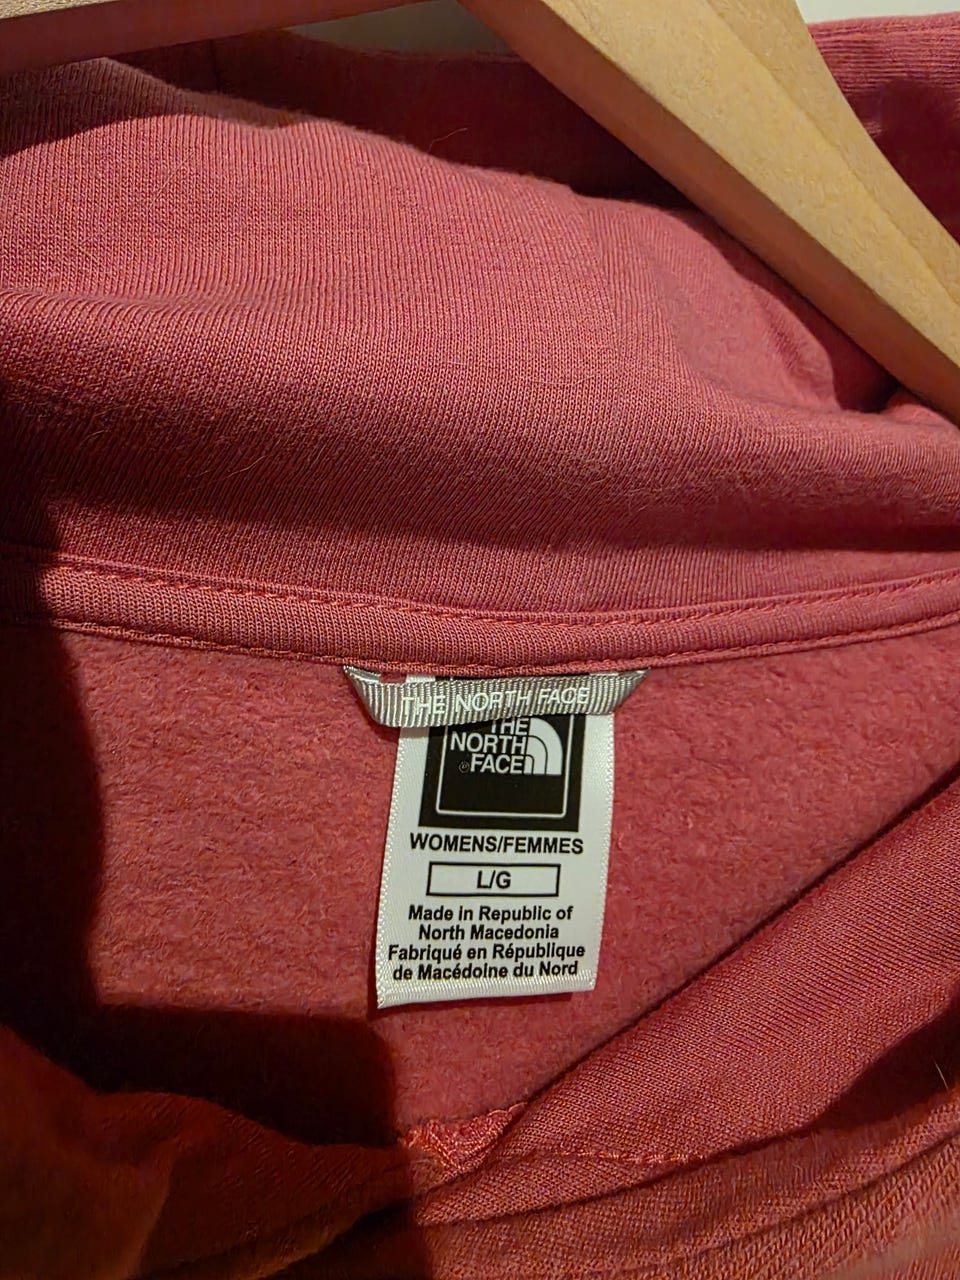 THE NORTH FACE
THE
NORTH
FACE
WOMENS/FEMMES
L/G
Made in Republic of
North Macedonia
Fabriqué en République
de Macédoine du Nord